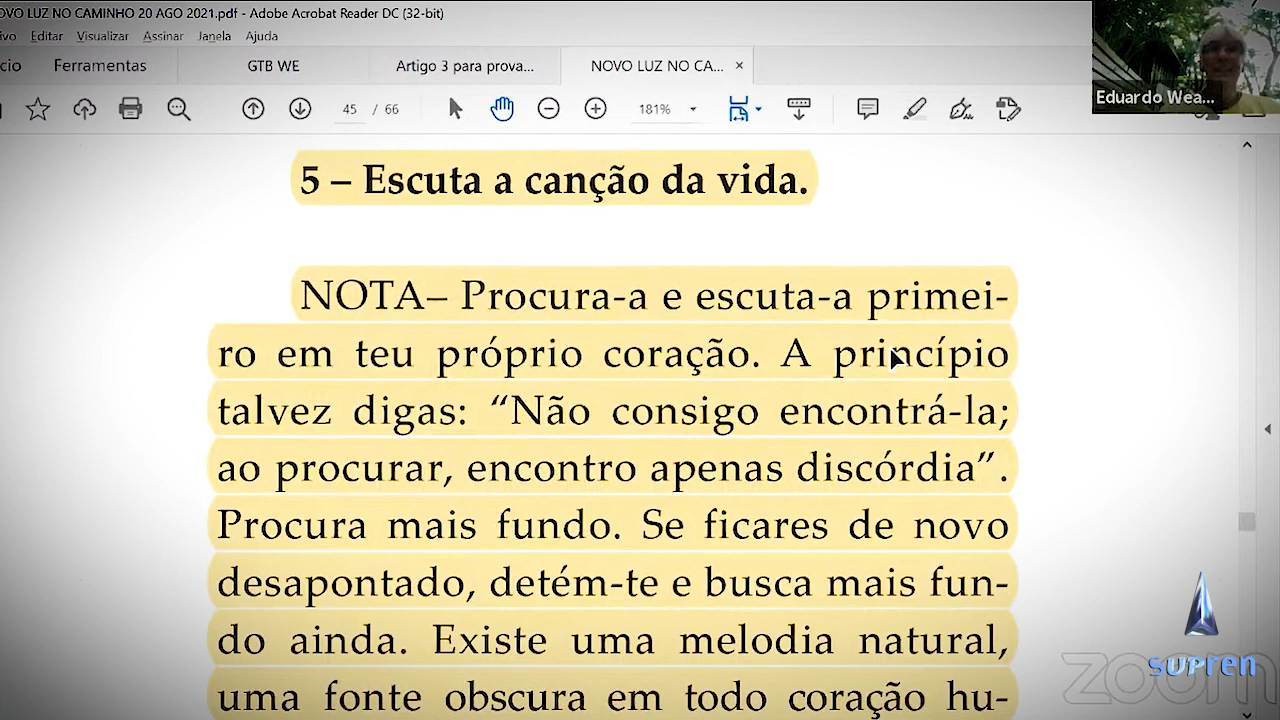 OVO LUZ NO CAMINHO 20 AGO 2021.pdf - Adobe Acrobat Reader DC (32-bit)
ivo Editar Visualizar Assinar Janela Ajuda
cio Ferramentas GTB WE Artigo 3 para prova... NOVO LUZ NO CA... ×
45 / 66 181%
Eduardo Wea...
5 – Escuta a canção da vida.
NOTA– Procura-a e escuta-a primei-
ro em teu próprio coração. A princípio
talvez digas: “Não consigo encontrá-la;
ao procurar, encontro apenas discórdia”.
Procura mais fundo. Se ficares de novo
desapontado, detém-te e busca mais fun-
do ainda. Existe uma melodia natural,
uma fonte obscura em todo coração hu-
zoom
supren